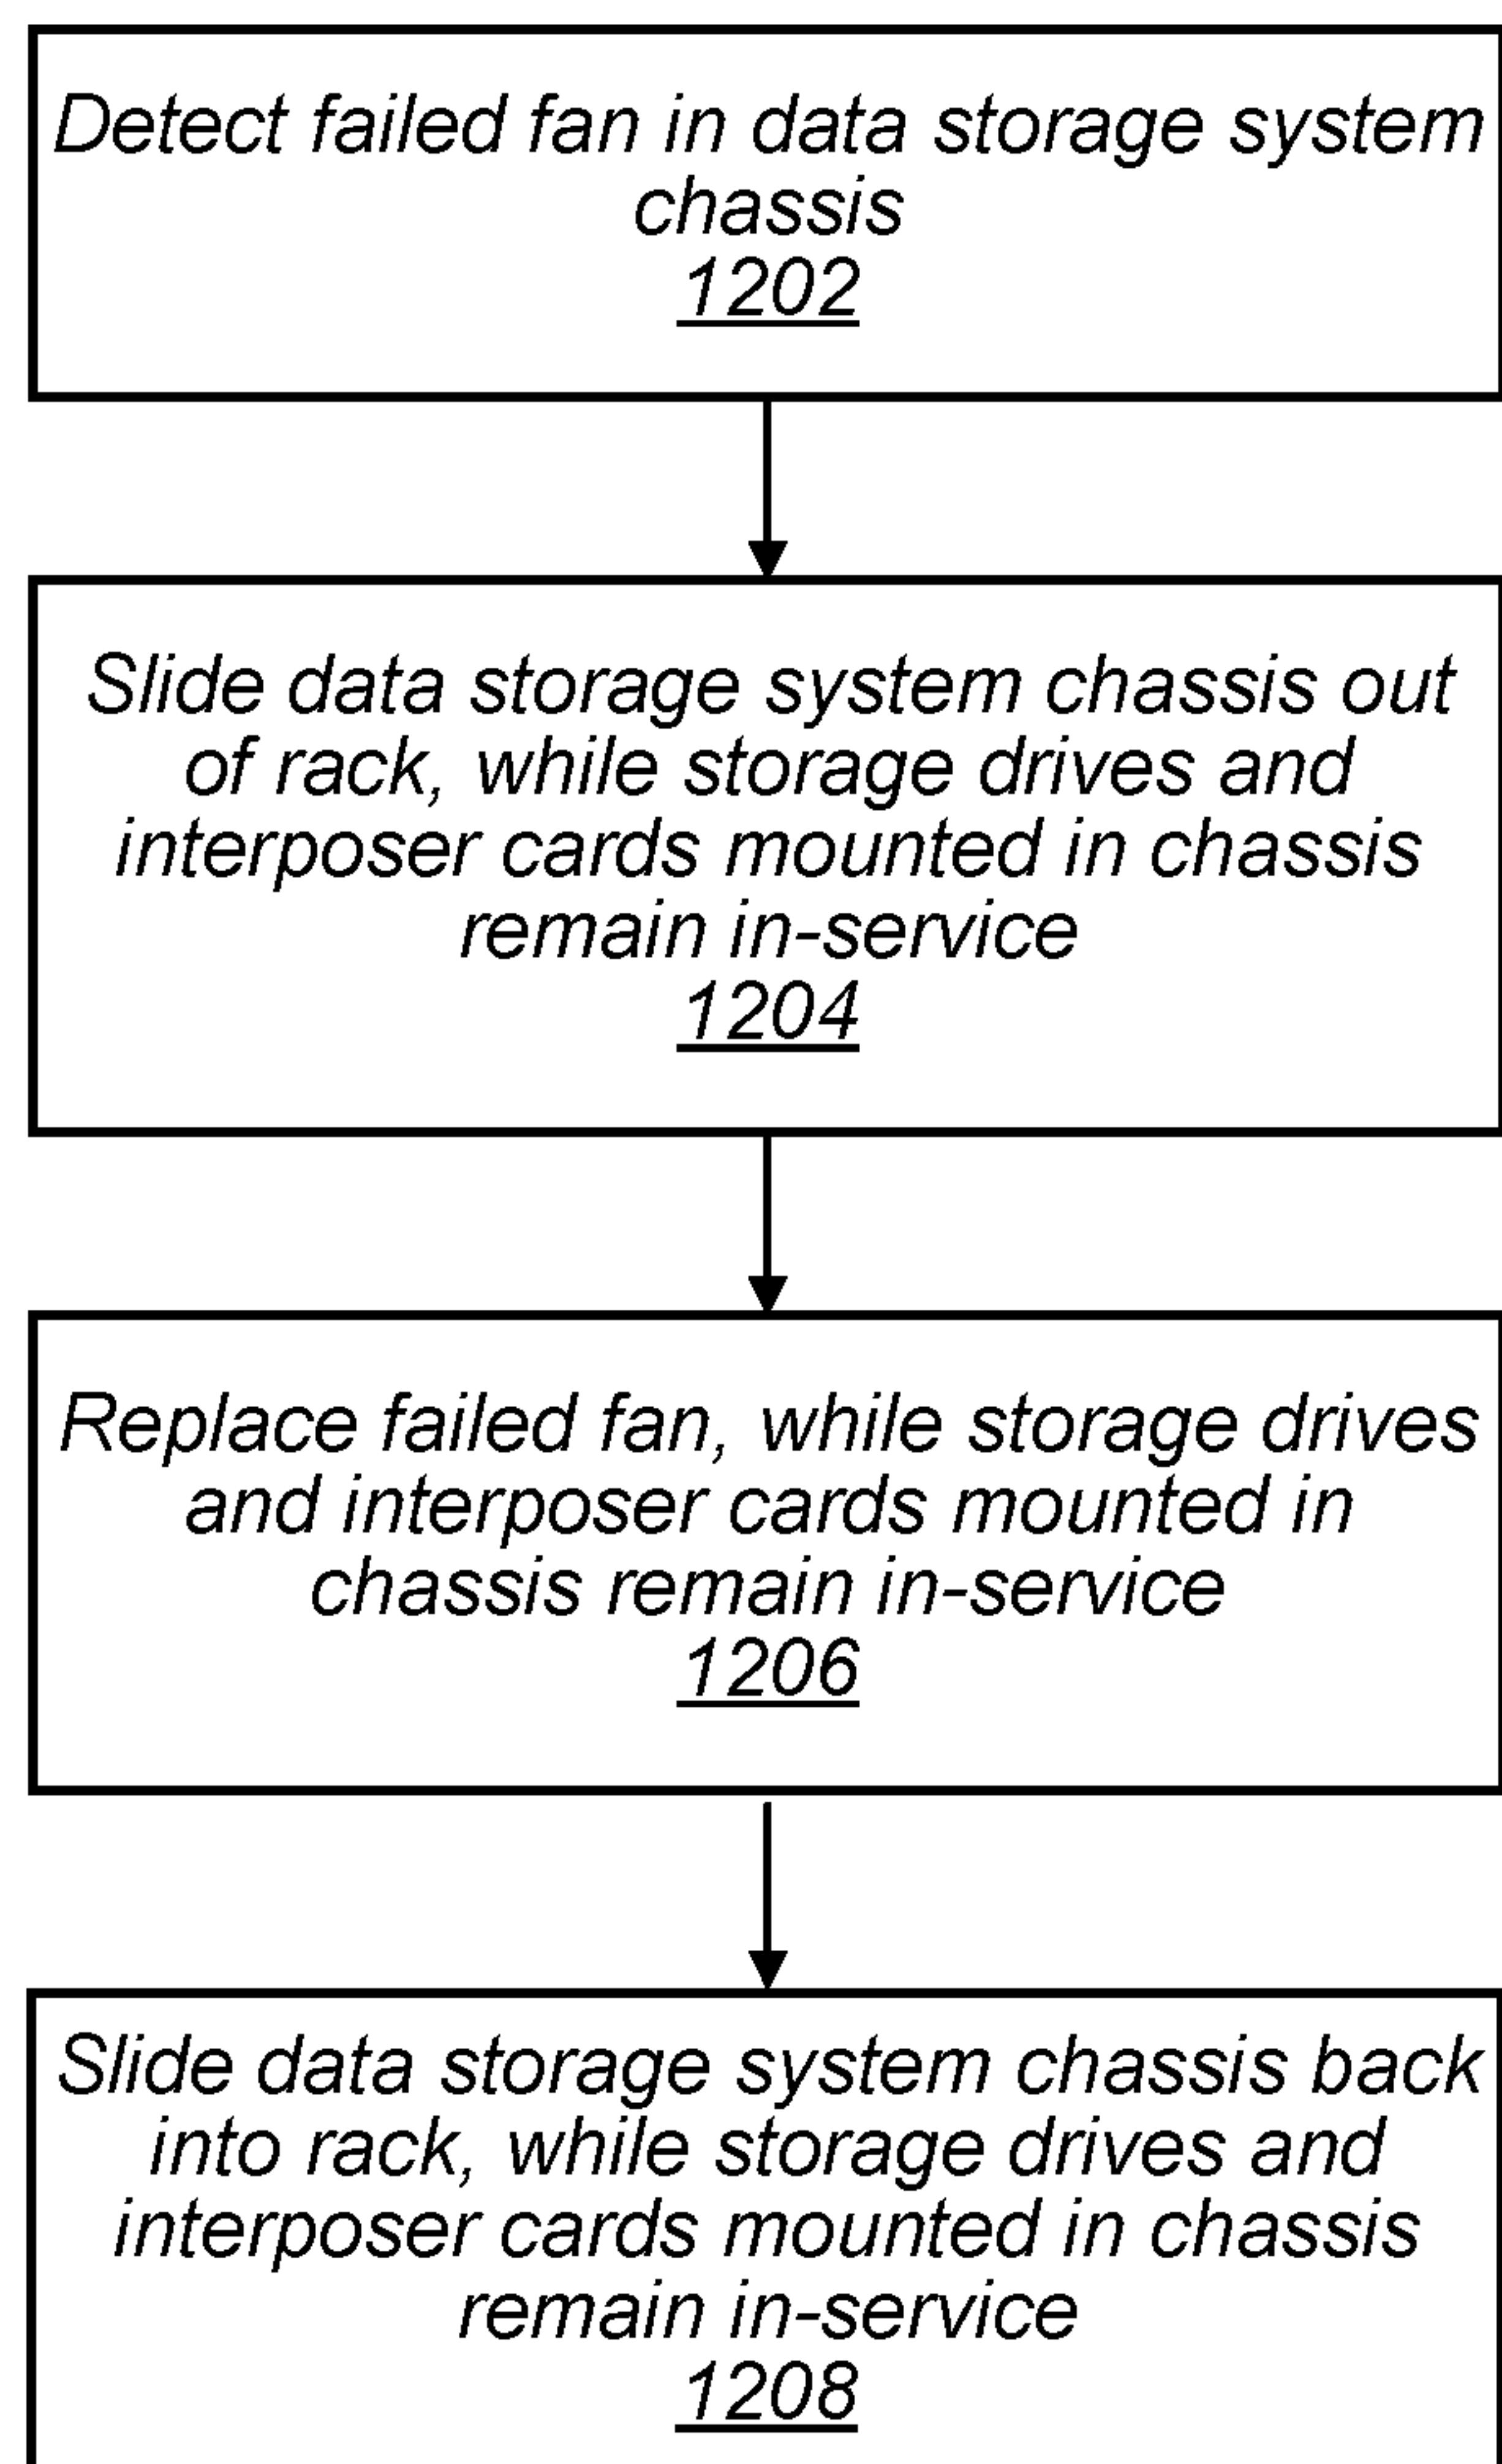 Detect failed fan in data storage system
chassis
1202
Slide data storage system chassis out
of rack, while storage drives and
interposer cards mounted in chassis
remain in-service
1204
Replace failed fan, while storage drives
and interposer cards mounted in
chassis remain in-service
1206
Slide data storage system chassis back
into rack, while storage drives and
interposer cards mounted in chassis
remain in-service
1208